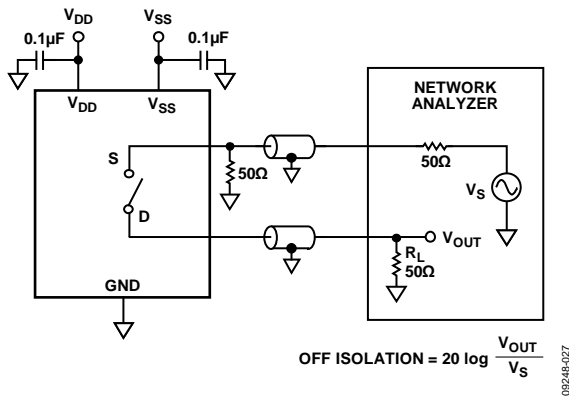 VDD
VSS
0.1µF
0.1µF
VDD
VSS
NETWORK
ANALYZER
S
50Ω
50Ω
VS
D
VOUT
RL
50Ω
GND
OFF ISOLATION = 20 log VOUT
VS
09248-027